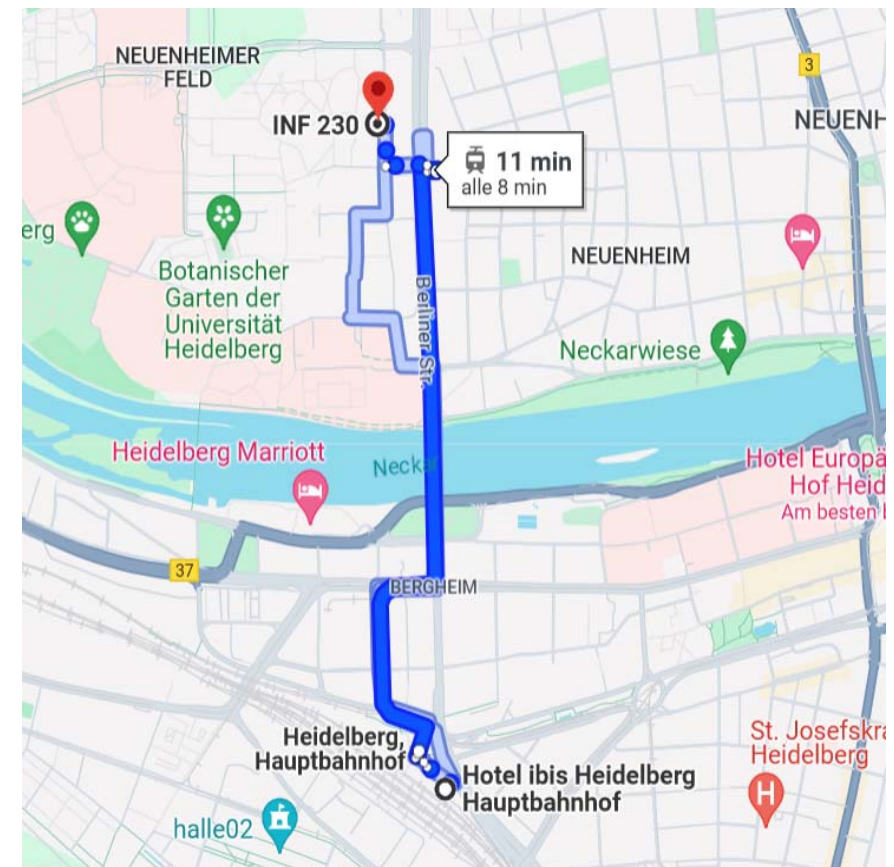 NEUENHEIMER
FELD
3
INF 230
NEUENH
11 min
alle 8 min
erg
NEUENHEIM
Botanischer
Garten der
Universität
Heidelberg
Berliner Str.
Neckarwiese
Heidelberg Marriott
Neckar
Hotel Europä
Hof Heid
Am besten b
37
BERGHEIM
Heidelberg,
Hauptbahnhof
St. Josefskra
Heidelberg
Hotel ibis Heidelberg
Hauptbahnhof
H
halle02